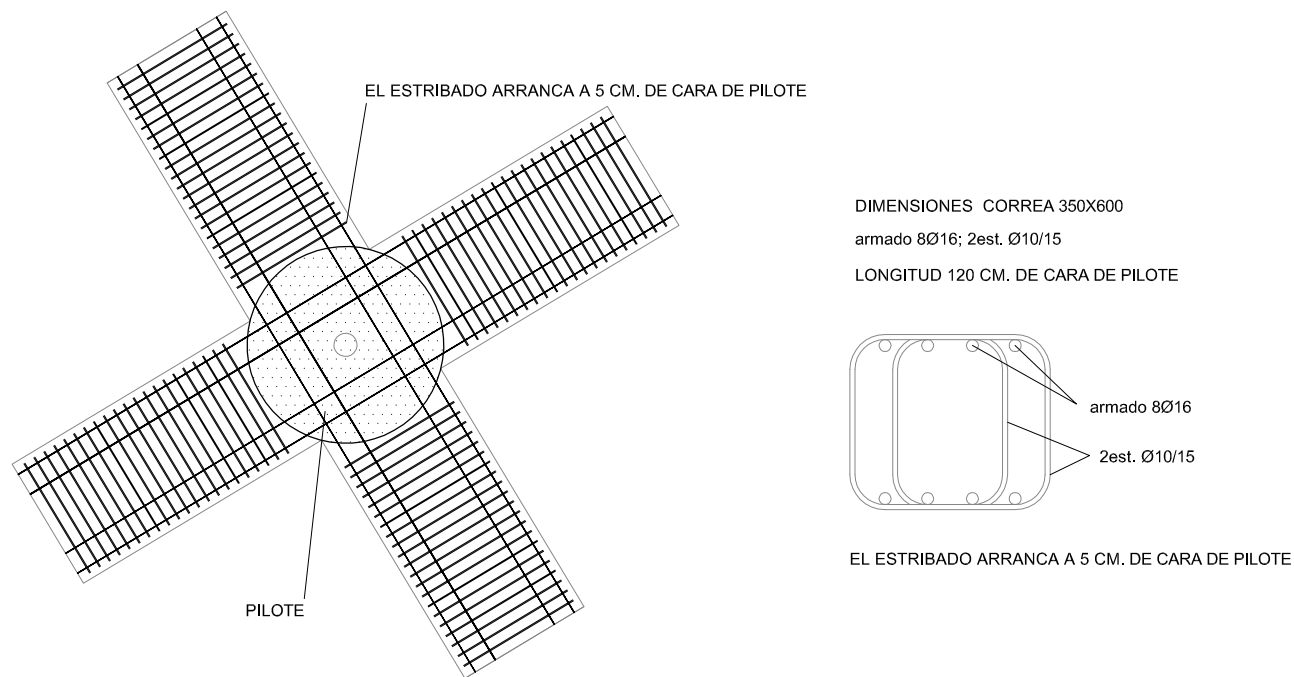 EL ESTRIBADO ARRANCA A 5 CM. DE CARA DE PILOTE
PILOTE
DIMENSIONES CORREA 350X600
armado 8Ø16; 2est. Ø10/15
LONGITUD 120 CM. DE CARA DE PILOTE
armado 8Ø16
2est. Ø10/15
EL ESTRIBADO ARRANCA A 5 CM. DE CARA DE PILOTE